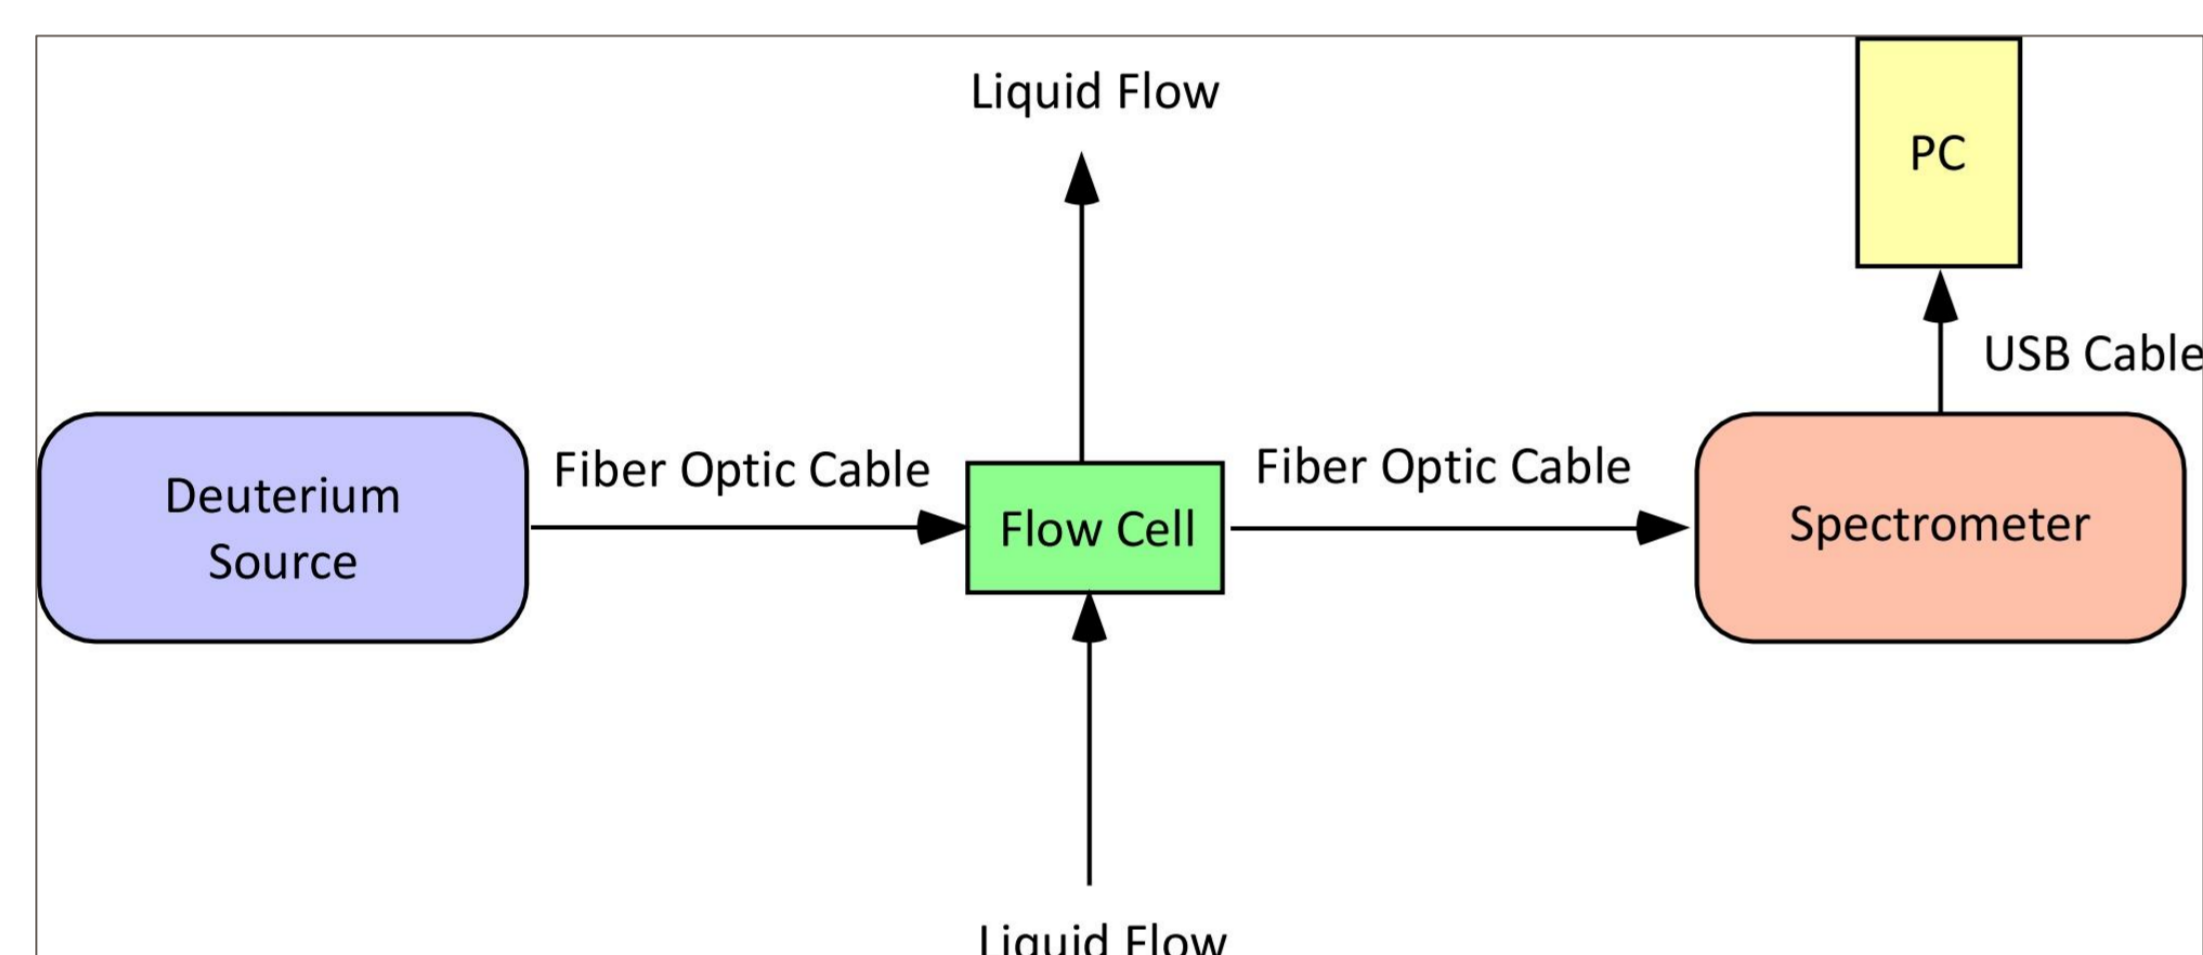 Liquid Flow
PC
USB Cable
Deuterium
Source
Fiber Optic Cable
Flow Cell
Fiber Optic Cable
Spectrometer
Liquid Flow